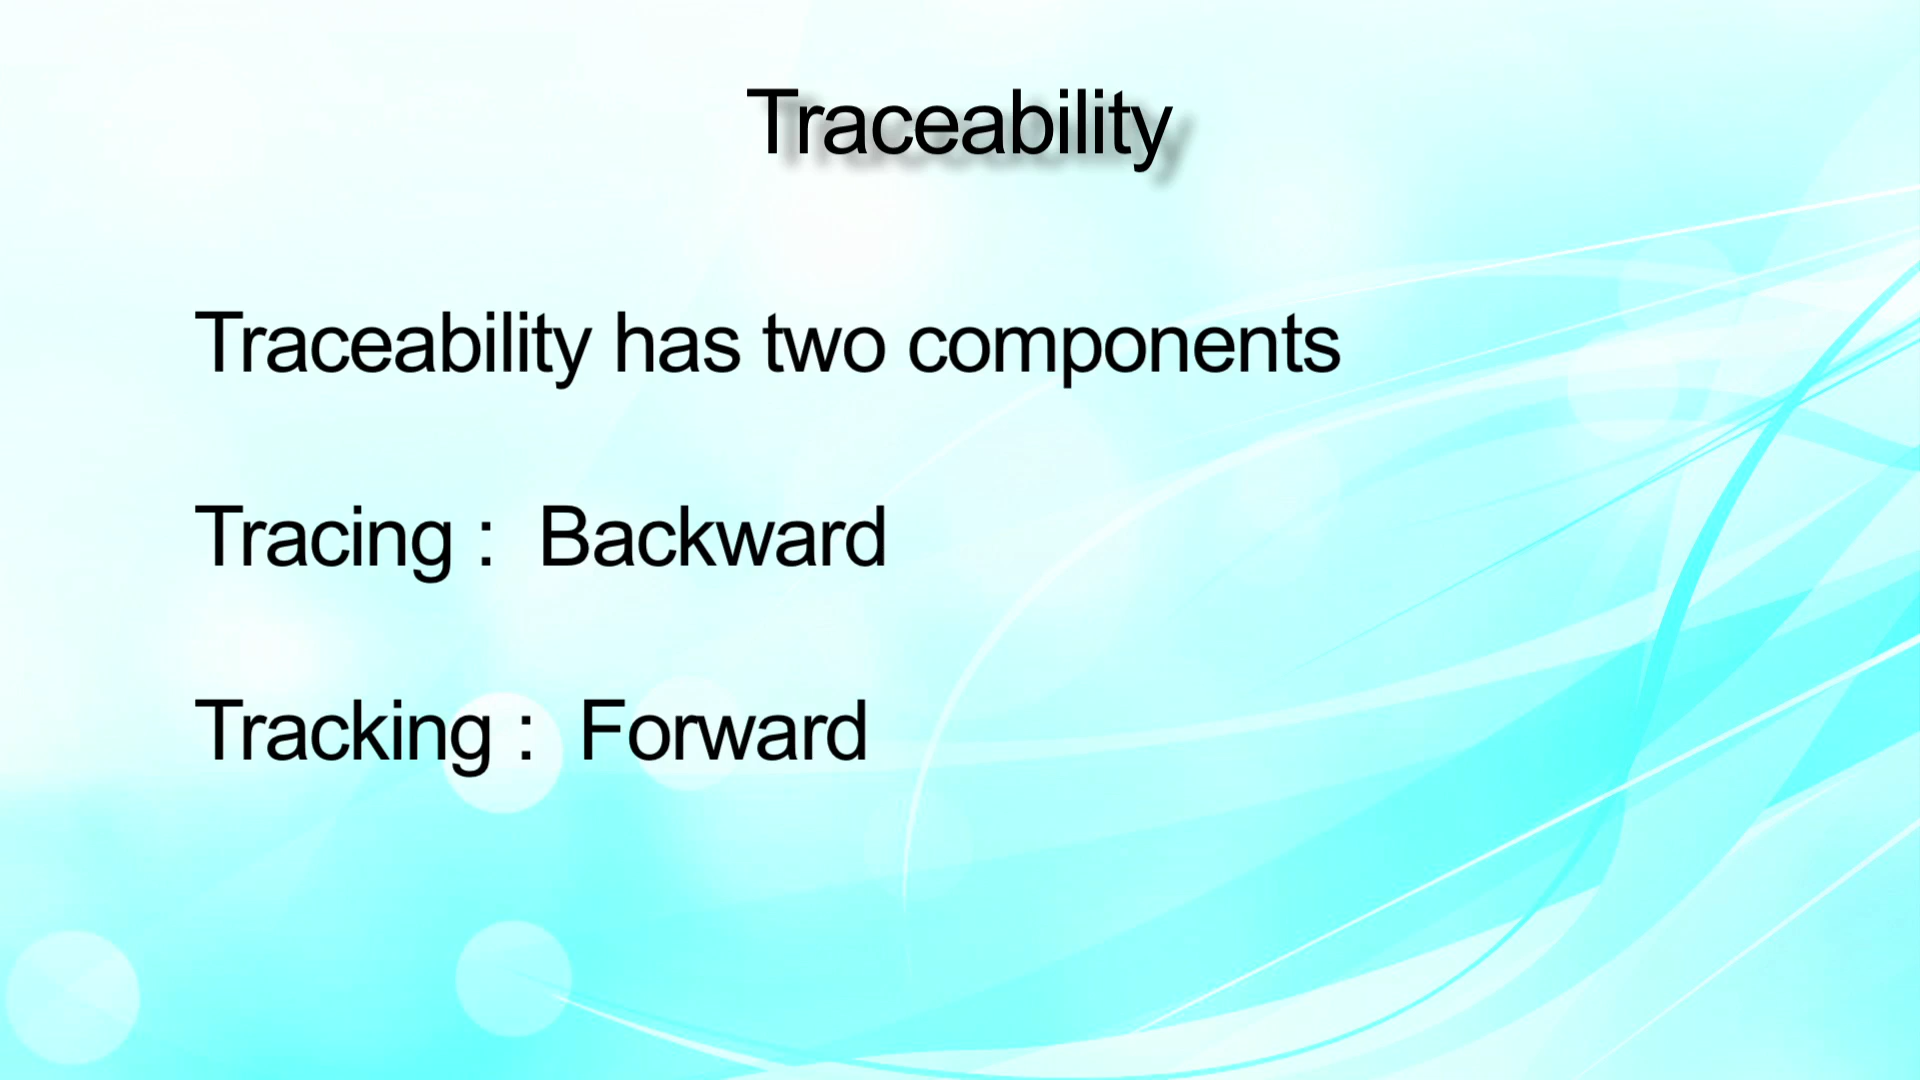 Traceability
Traceability has two components
Tracing :  Backward
Tracking :  Forward